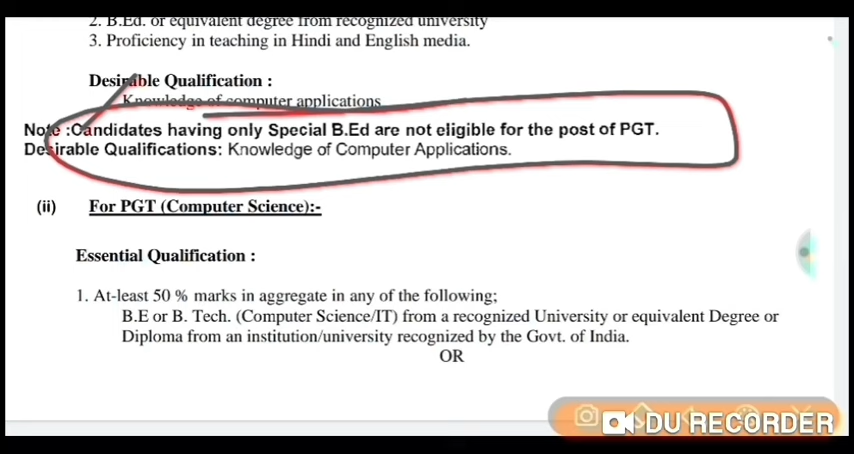 2. B.Ed. or equivalent degree from recognized university
3. Proficiency in teaching in Hindi and English media.
Desirable Qualification :
Knowledge of computer applications
Note :Candidates having only Special B.Ed are not eligible for the post of PGT.
Desirable Qualifications: Knowledge of Computer Applications.
(ii) For PGT (Computer Science):-
Essential Qualification :
1. At-least 50 % marks in aggregate in any of the following;
B.E or B. Tech. (Computer Science/IT) from a recognized University or equivalent Degree or
Diploma from an institution/university recognized by the Govt. of India.
OR
DU RECORDER